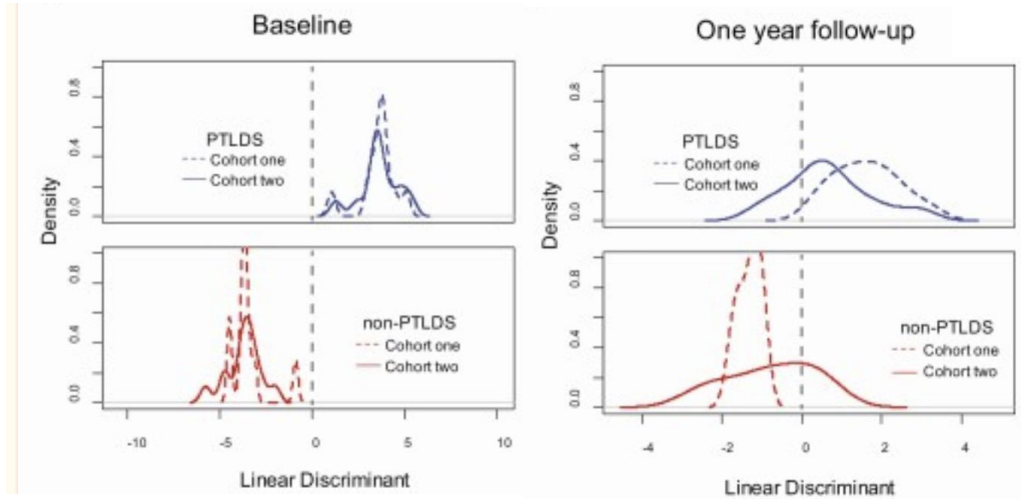 Baseline
0.8
0.4
0.0
PTLDS
Cohort one
Cohort two
Density
0.8
0.4
0.0
non-PTLDS
Cohort one
Cohort two
-10
-5
0
5
10
Linear Discriminant
One year follow-up
0.8
0.4
0.0
PTLDS
Cohort one
Cohort two
Density
0.8
0.4
0.0
non-PTLDS
Cohort one
Cohort two
-4
-2
0
2
4
Linear Discriminant